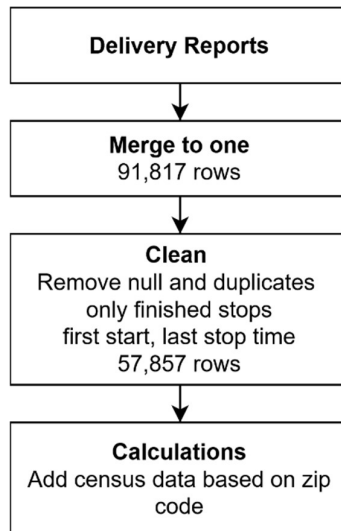 Delivery Reports
Merge to one
91,817 rows
Clean
Remove null and duplicates
only finished stops
first start, last stop time
57,857 rows
Calculations
Add census data based on zip
code